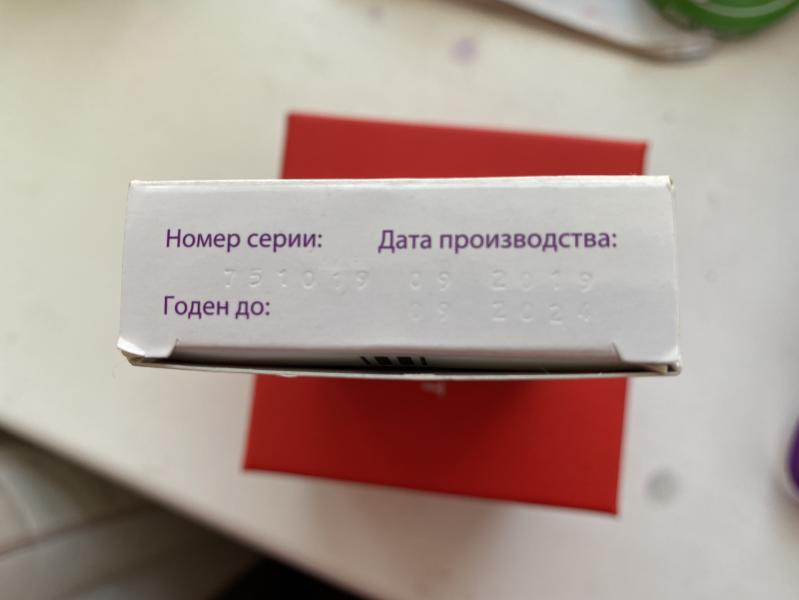 Номер серии: Дата производства:
751019 09 2019
Годен до: 09 2024